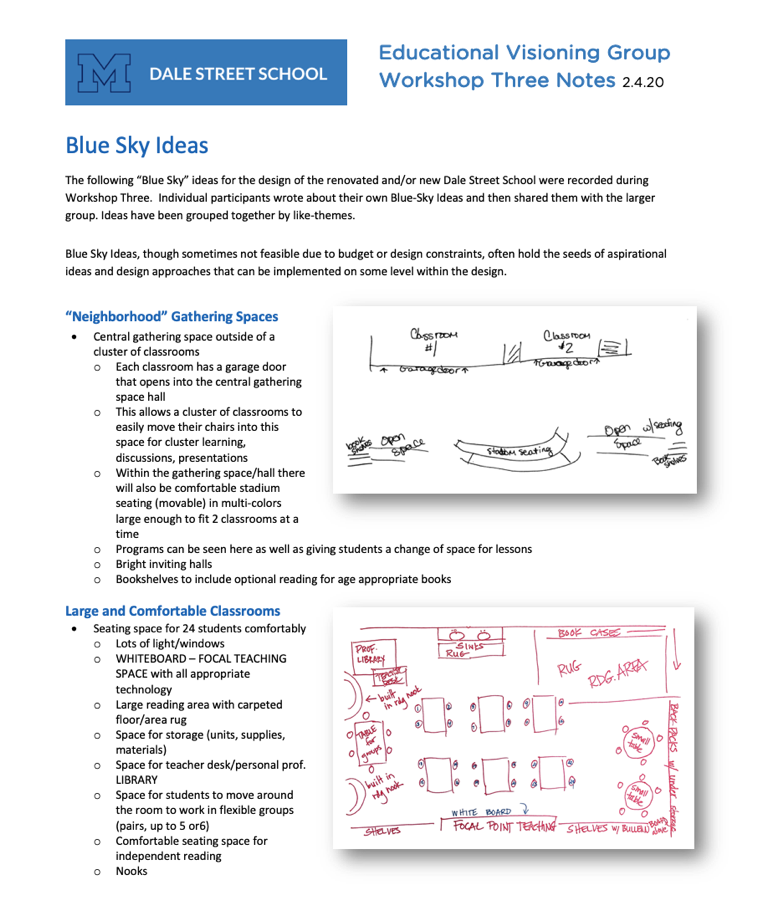 M DALE STREET SCHOOL
Educational Visioning Group
Workshop Three Notes 2.4.20
Blue Sky Ideas
The following “Blue Sky” ideas for the design of the renovated and/or new Dale Street School were recorded during
Workshop Three. Individual participants wrote about their own Blue-Sky Ideas and then shared them with the larger
group. Ideas have been grouped together by like-themes.
Blue Sky Ideas, though sometimes not feasible due to budget or design constraints, often hold the seeds of aspirational
ideas and design approaches that can be implemented on some level within the design.
“Neighborhood” Gathering Spaces
• Central gathering space outside of a
cluster of classrooms
o Each classroom has a garage door
that opens into the central gathering
space hall
o This allows a cluster of classrooms to
easily move their chairs into this
space for cluster learning,
discussions, presentations
o Within the gathering space/hall there
will also be comfortable stadium
seating (movable) in multi-colors
large enough to fit 2 classrooms at a
time
o Programs can be seen here as well as giving students a change of space for lessons
o Bright inviting halls
o Bookshelves to include optional reading for age appropriate books
Classroom
#1
Classroom
#2
Garage door
Garage door
Book
Shelves
Open
Space
Stadium Seating
Open w/seating
Space
Book
Shelves
Large and Comfortable Classrooms
• Seating space for 24 students comfortably
o Lots of light/windows
o WHITEBOARD – FOCAL TEACHING
SPACE with all appropriate
technology
o Large reading area with carpeted
floor/area rug
o Space for storage (units, supplies,
materials)
o Space for teacher desk/personal prof.
LIBRARY
o Space for students to move around
the room to work in flexible groups
(pairs, up to 5 or6)
o Comfortable seating space for
independent reading
o Nooks
PROF.
LIBRARY
TEACHER
DESK
SINKS
RUG
BOOK CASES
RUG
RDG. AREA
built
in rdg nook
TABLE
for
groups
built in
rdg nook
small
table
small
table
BACK-PACKS w/ under storage
WHITE BOARD
SHELVES
FOCAL POINT TEACHING
SHELVES w/ BULLETIN BOARD
above